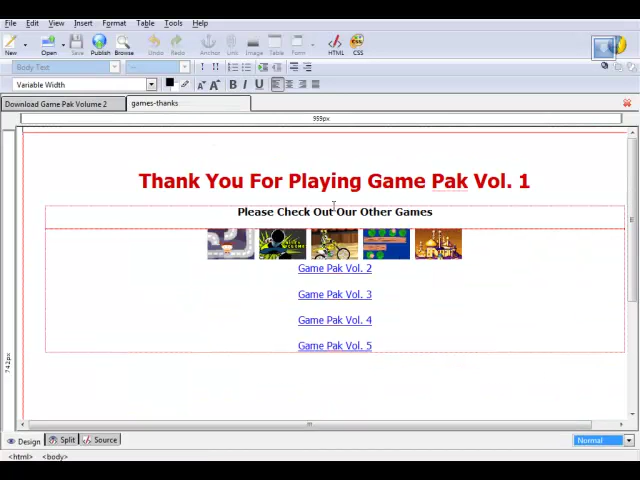 File Edit View Insert Format Table Tools Help
New Open Save Publish Browse Undo Redo Anchor Link Image Table Form HTML CSS
Body Text
Variable Width B I U
Download Game Pak Volume 2 games-thanks
959px
Thank You For Playing Game Pak Vol. 1
Please Check Out Our Other Games
Game Pak Vol. 2
Game Pak Vol. 3
Game Pak Vol. 4
Game Pak Vol. 5
742px
Design Split Source Normal
<html> <body>